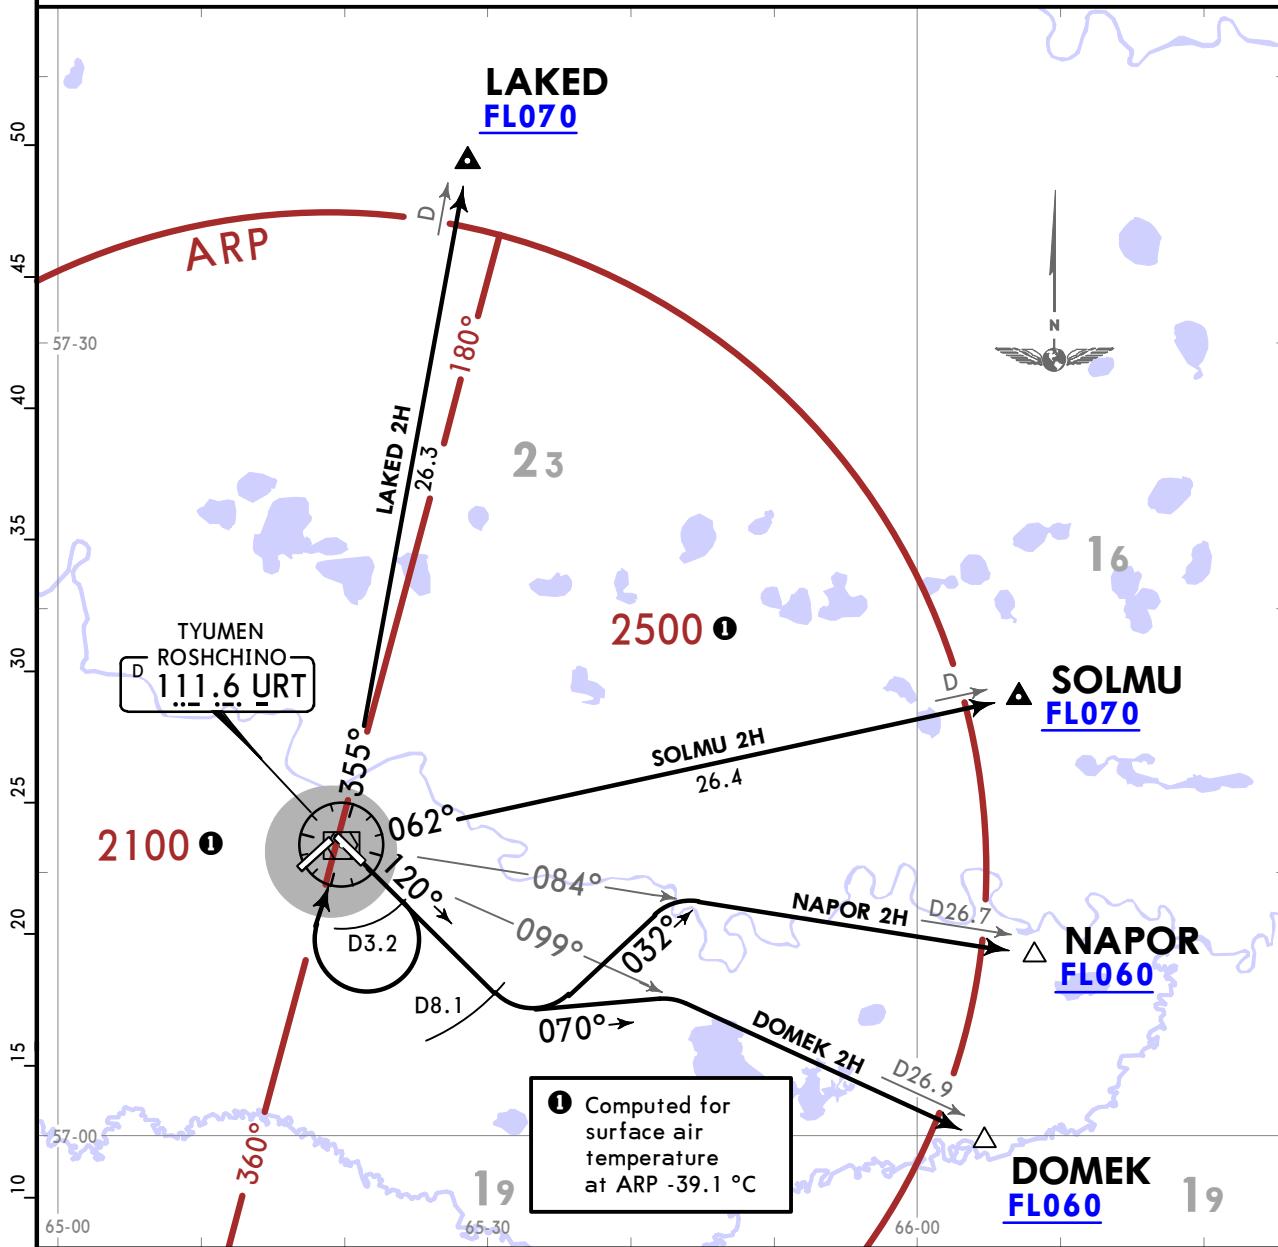 LAKED
FL070
50
D
ARP
45
180°
N
57-30
40
LAKED 2H
26.3
23
35
16
2500 1
TYUMEN
ROSHCHINO
D 111.6 URT
30
D
SOLMU
FL070
355°
SOLMU 2H
26.4
25
062°
2100 1
120°
084°
NAPOR 2H
D26.7
20
D3.2
099°
032°
NAPOR
FL060
D8.1
070°
DOMEK 2H
15
D26.9
1 Computed for
surface air
temperature
at ARP -39.1 °C
57-00
360°
10
19
DOMEK
FL060
19
65-00
65-30
66-00